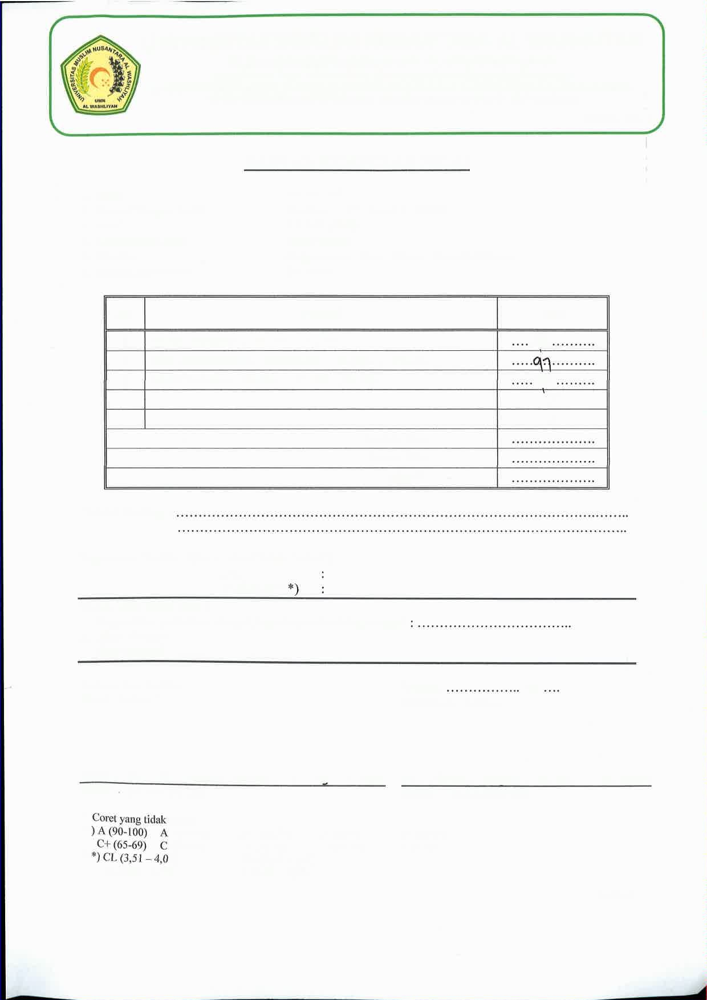 UNIVERSITAS MUSLIM NUSANTARA AL WASHLIYAH
UMN
AL WASHLIYAH
.... ..........
.....97..........
..... .........
...................
...................
...................
......................................................................................................
.....................................................................................................
:
*) :
: ..................................
................. ....
Coret yang tidak
) A (90-100) A
C+ (65-69) C
*) CL (3,51 – 4,0